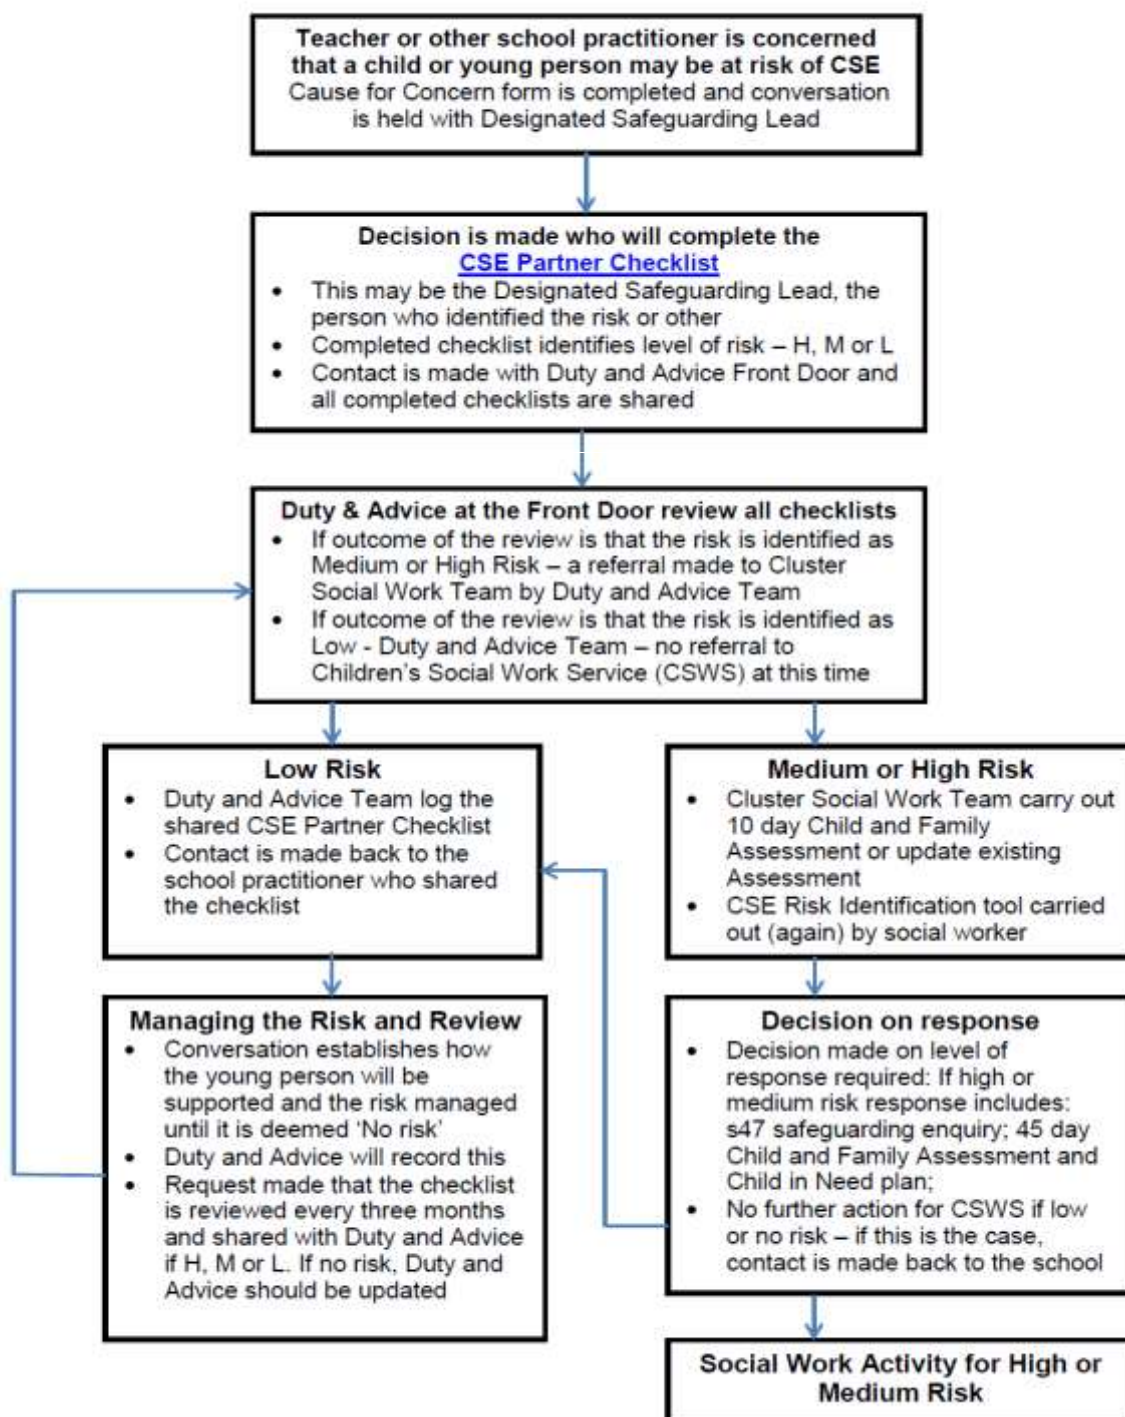 Teacher or other school practitioner is concerned
that a child or young person may be at risk of CSE
Cause for Concern form is completed and conversation
is held with Designated Safeguarding Lead
Decision is made who will complete the
CSE Partner Checklist
• This may be the Designated Safeguarding Lead, the
person who identified the risk or other
• Completed checklist identifies level of risk – H, M or L
• Contact is made with Duty and Advice Front Door and
all completed checklists are shared
Duty & Advice at the Front Door review all checklists
• If outcome of the review is that the risk is identified as
Medium or High Risk – a referral made to Cluster
Social Work Team by Duty and Advice Team
• If outcome of the review is that the risk is identified as
Low - Duty and Advice Team – no referral to
Children's Social Work Service (CSWS) at this time
Low Risk
• Duty and Advice Team log the
shared CSE Partner Checklist
• Contact is made back to the
school practitioner who shared
the checklist
Medium or High Risk
• Cluster Social Work Team carry out
10 day Child and Family
Assessment or update existing
Assessment
• CSE Risk Identification tool carried
out (again) by social worker
Managing the Risk and Review
• Conversation establishes how
the young person will be
supported and the risk managed
until it is deemed 'No risk'
• Duty and Advice will record this
• Request made that the checklist
is reviewed every three months
and shared with Duty and Advice
if H, M or L. If no risk, Duty and
Advice should be updated
Decision on response
• Decision made on level of
response required: If high or
medium risk response includes:
s47 safeguarding enquiry; 45 day
Child and Family Assessment and
Child in Need plan;
• No further action for CSWS if low
or no risk – if this is the case,
contact is made back to the school
Social Work Activity for High or
Medium Risk